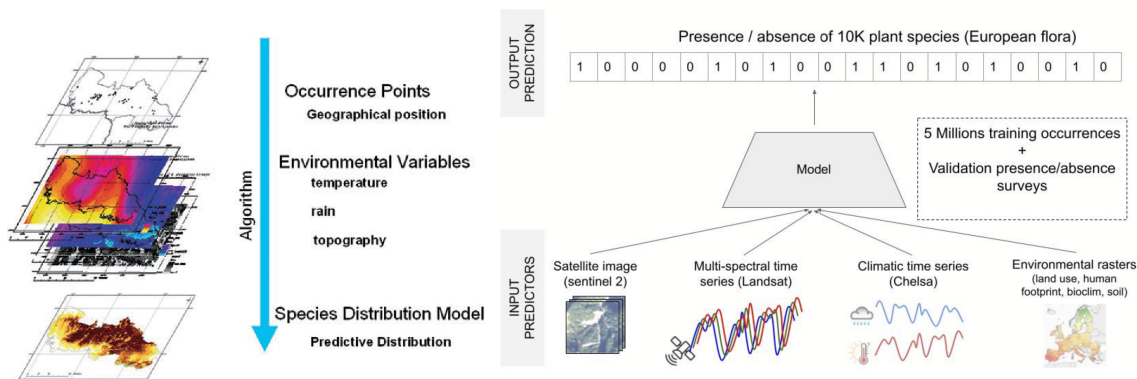 Algorithm
Occurrence Points
Geographical position
Environmental Variables
temperature
rain
topography
Species Distribution Model
Predictive Distribution
OUTPUT
PREDICTION
Presence / absence of 10K plant species (European flora)
1 0 0 0 0 1 0 1 0 0 1 1 0 1 0 1 0 0 1 0
Model
5 Millions training occurrences
+
Validation presence/absence
surveys
INPUT
PREDICTORS
Satellite image
(sentinel 2)
Multi-spectral time
series (Landsat)
Climatic time series
(Chelsa)
Environmental rasters
(land use, human
footprint, bioclim, soil)